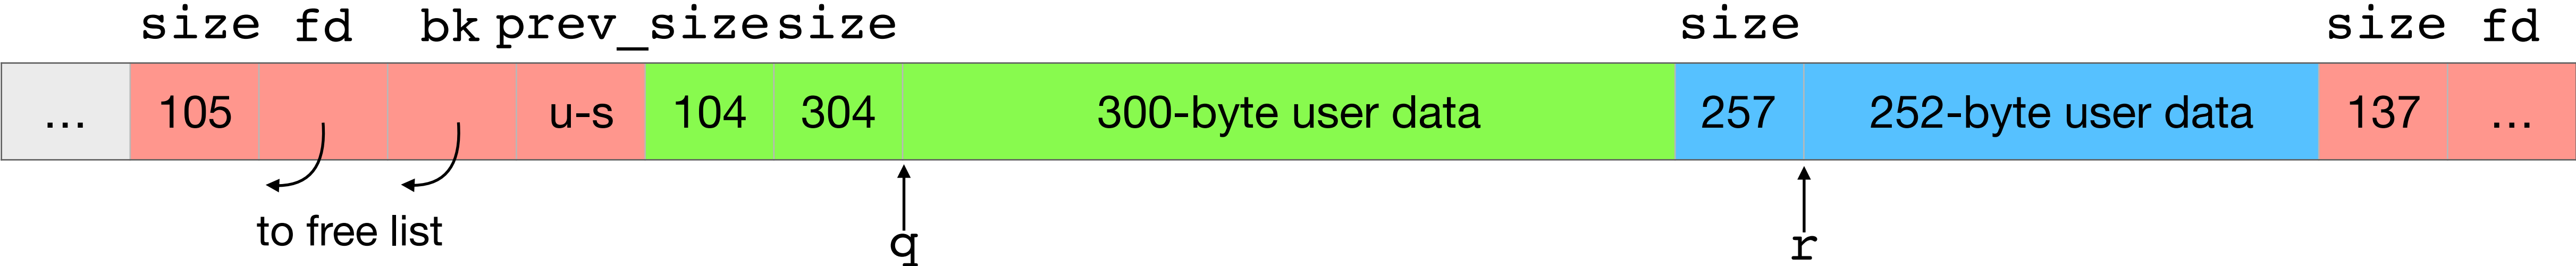 size fd bk prev_size size size size fd
... 105 u-s 104 304 300-byte user data 257 252-byte user data 137 ...
to free list
q r